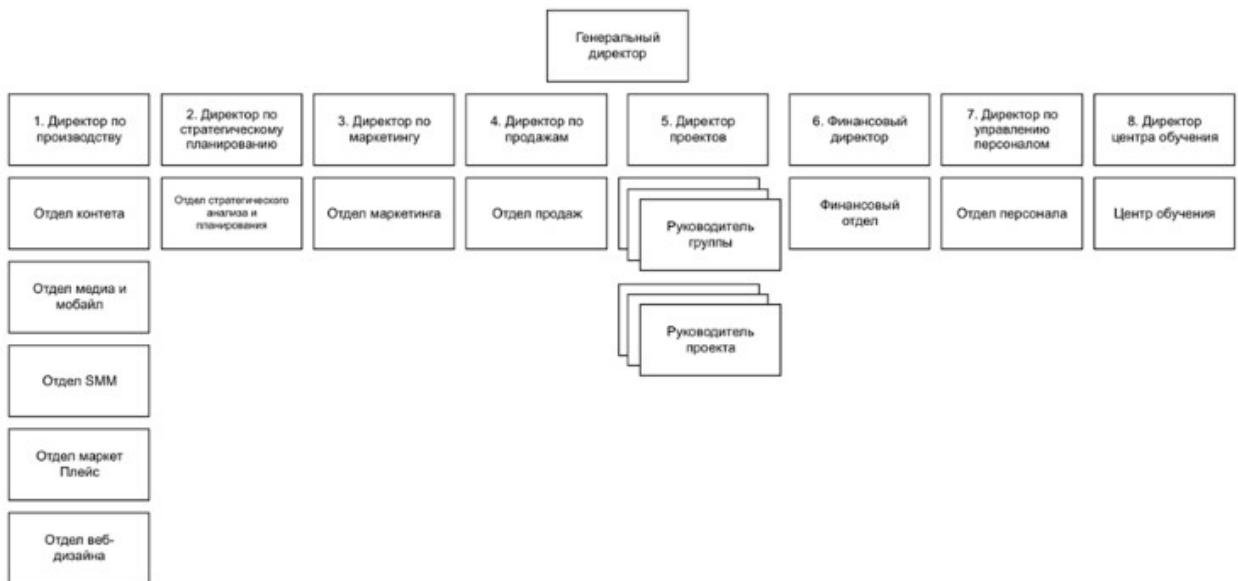 Генеральный
директор
1. Директор по
производству
2. Директор по
стратегическому
планированию
3. Директор по
маркетингу
4. Директор по
продажам
5. Директор
проектов
6. Финансовый
директор
7. Директор по
управлению
персоналом
8. Директор
центра обучения
Отдел контета
Отдел стратегического
анализа и
планирования
Отдел маркетинга
Отдел продаж
Руководитель
группы
Финансовый
отдел
Отдел персонала
Центр обучения
Отдел медиа и
мобайл
Руководитель
проекта
Отдел SMM
Отдел маркет
Плейс
Отдел веб-
дизайна